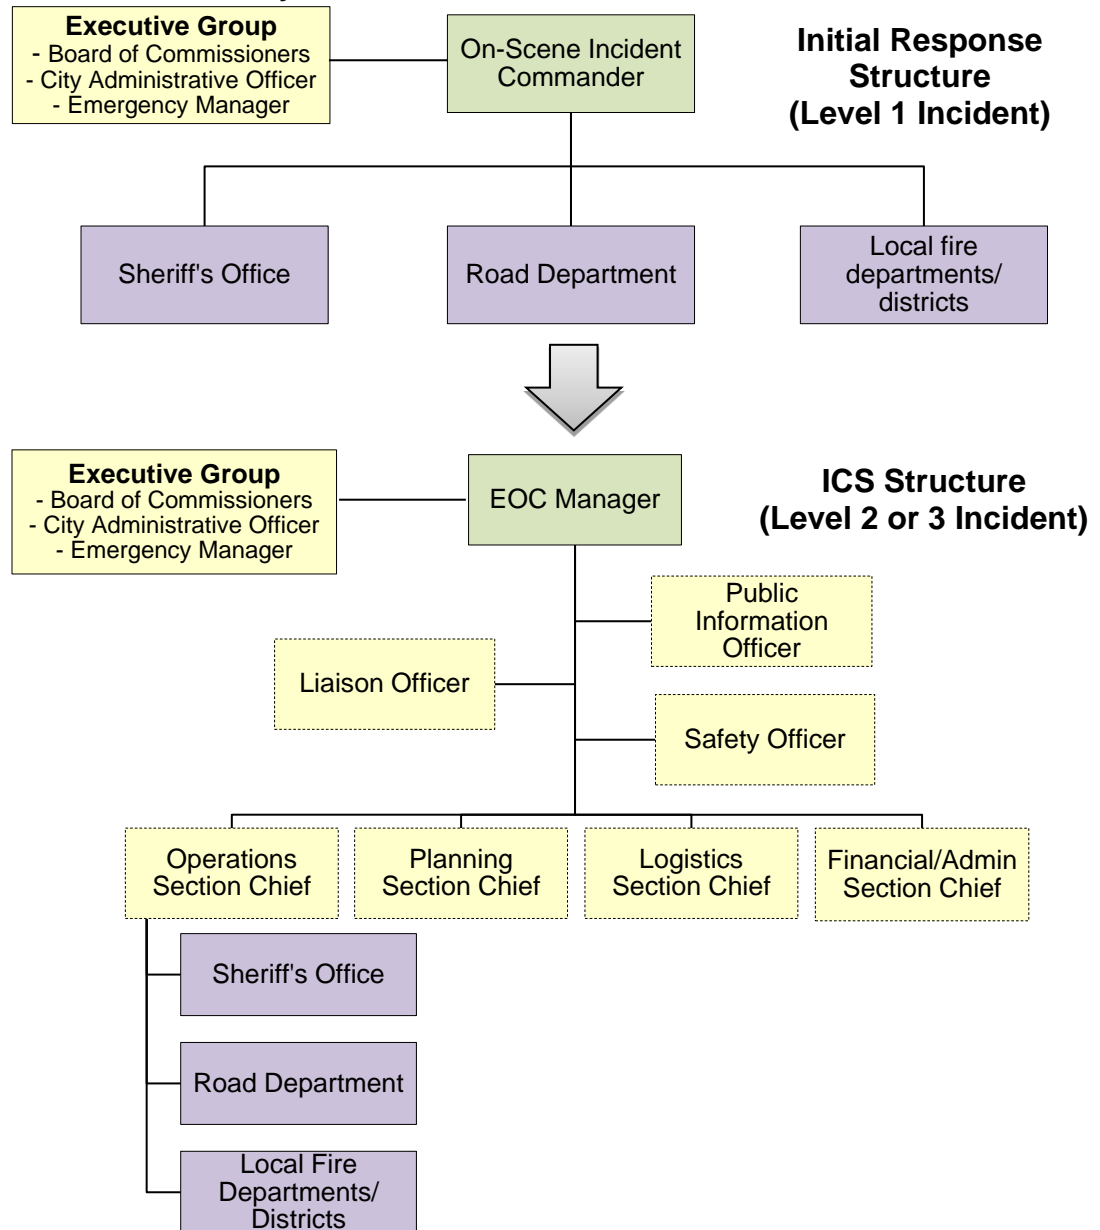 Executive Group
- Board of Commissioners
- City Administrative Officer
- Emergency Manager
On-Scene Incident
Commander
Initial Response
Structure
(Level 1 Incident)
Sheriff's Office
Road Department
Local fire
departments/
districts
Executive Group
- Board of Commissioners
- City Administrative Officer
- Emergency Manager
EOC Manager
ICS Structure
(Level 2 or 3 Incident)
Public
Information
Officer
Liaison Officer
Safety Officer
Operations
Section Chief
Planning
Section Chief
Logistics
Section Chief
Financial/Admin
Section Chief
Sheriff's Office
Road Department
Local Fire
Departments/
Districts